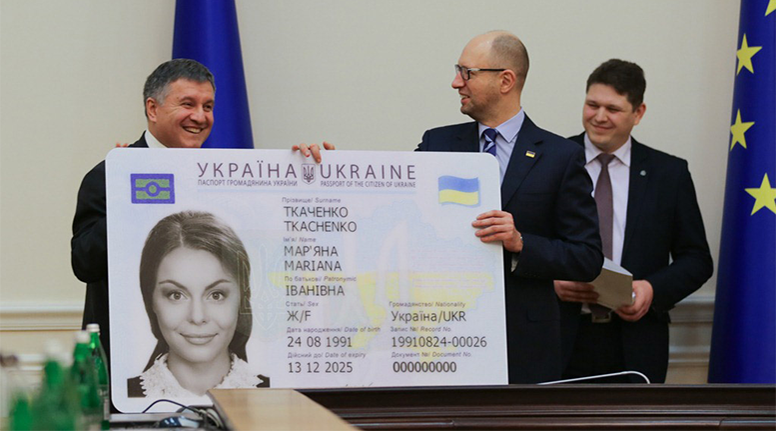 УКРАЇНА UKRAINE
ПАСПОРТ ГРОМАДЯНИНА УКРАЇНИ PASSPORT OF THE CITIZEN OF UKRAINE
Прізвище/ Surname
ТКАЧЕНКО
TKACHENKO
Ім'я/ Name
МАР'ЯНА
MARIANA
По батькові/ Patronymic
ІВАНІВНА
Стать/ Sex Громадянство/ Nationality
Ж/F Україна/UKR
Дата народження/ Date of birth Запис №/ Record No.
24 08 1991 19910824-00026
Дійсний до/ Date of expiry Документ №/ Document No.
13 12 2025 000000000